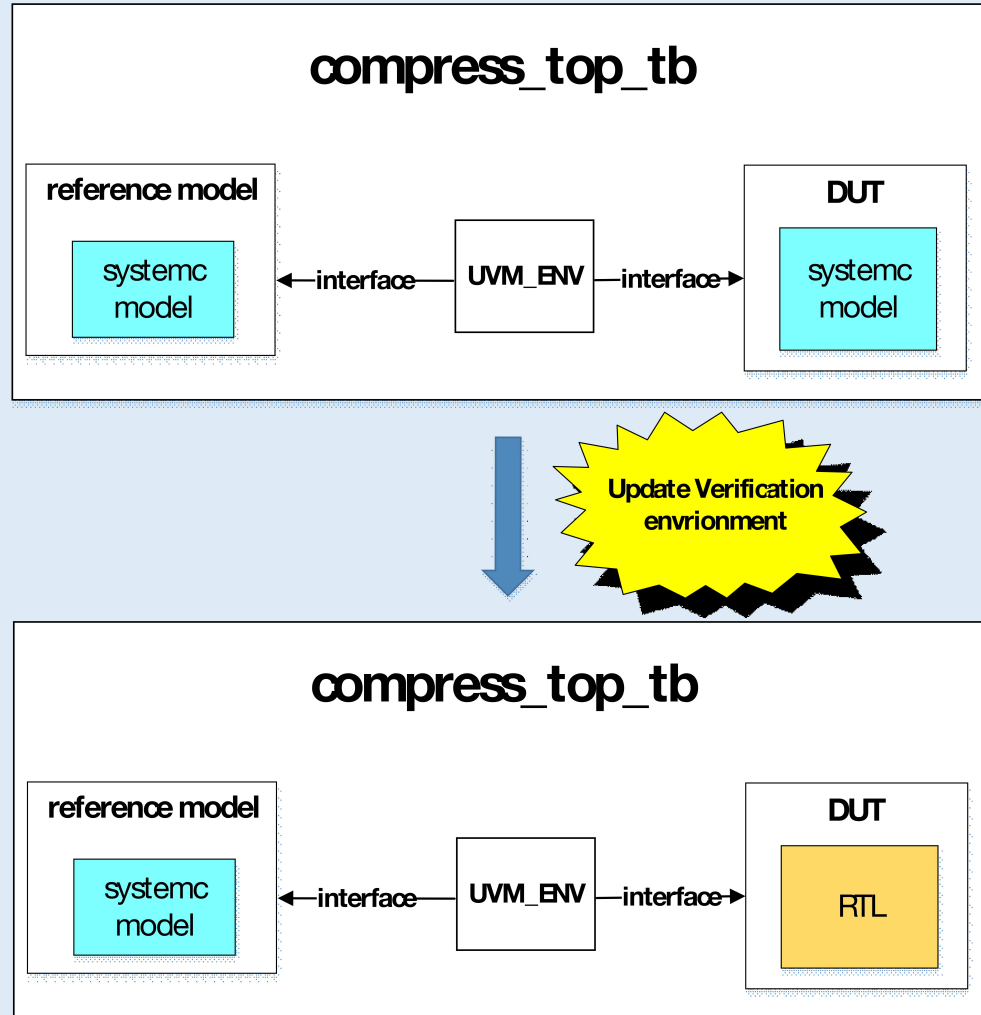 compress_top_tb
reference model
systemc
model
interface
UVM_ENV
interface
DUT
systemc
model
Update Verification
envrionment
compress_top_tb
reference model
systemc
model
interface
UVM_ENV
interface
DUT
RTL